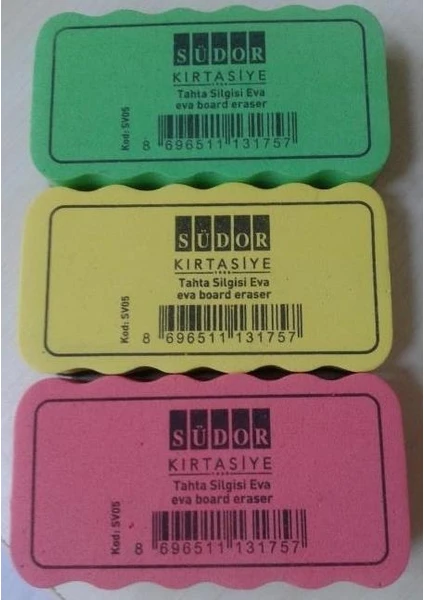 SÜDOR
KIRTASİYE
Tahta Silgisi Eva
eva board eraser
Kod: SV05
8 696511 131757
SÜDOR
KIRTASİYE
Tahta Silgisi Eva
eva board eraser
Kod: SV05
8 696511 131757
SÜDOR
KIRTASİYE
Tahta Silgisi Eva
eva board eraser
Kod: SV05
8 696511 131757